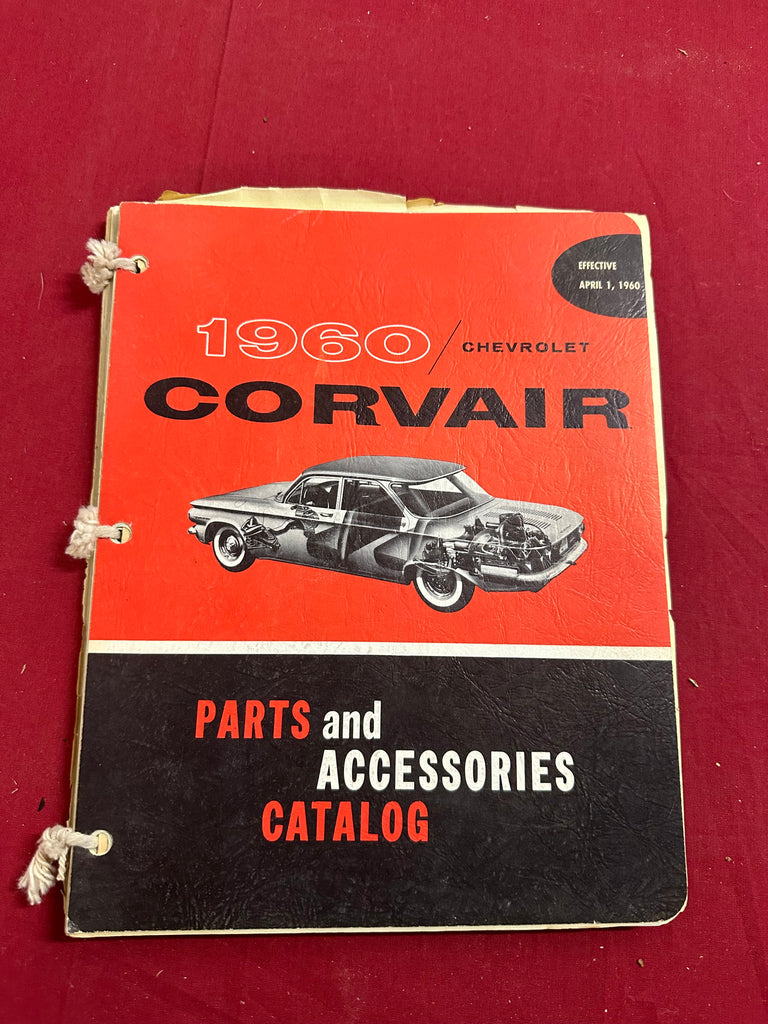 EFFECTIVE
APRIL 1, 1960
1960/CHEVROLET
CORVAIR
PARTS and
ACCESSORIES
CATALOG